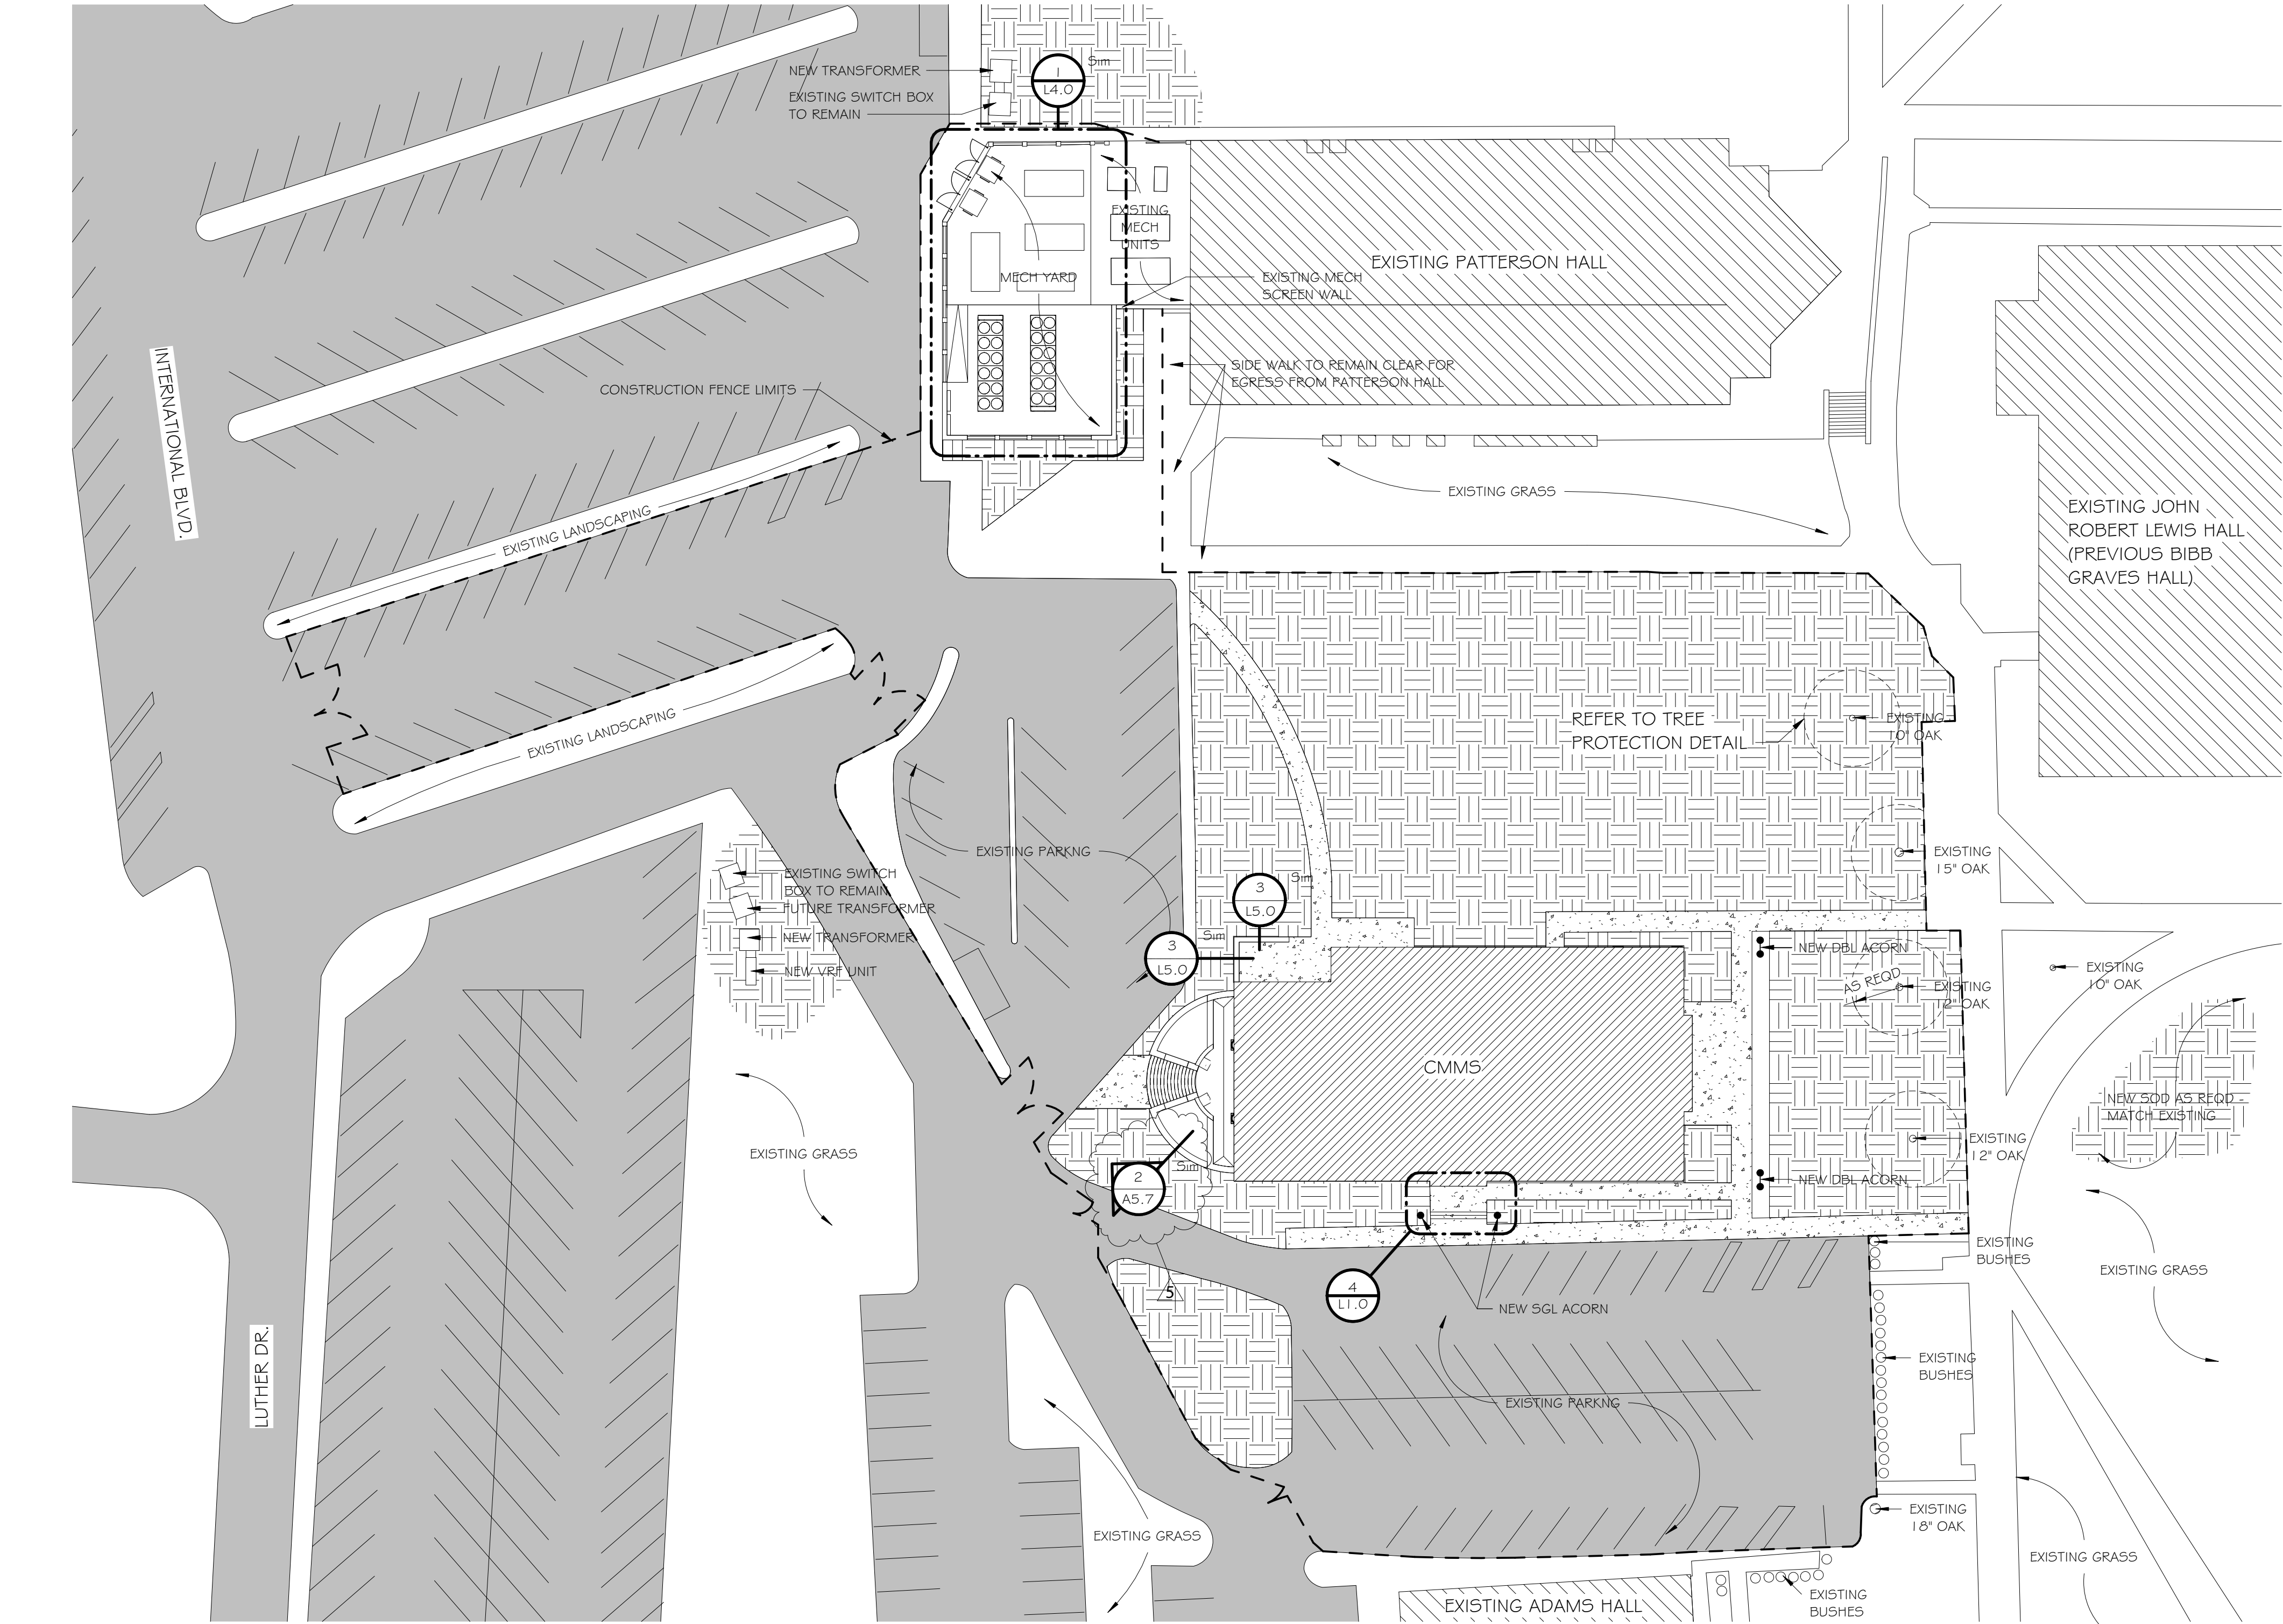 NEW TRANSFORMER
EXISTING SWITCH BOX
TO REMAIN
1
L4.0
Sim
EXISTING
MECH
UNITS
MECH YARD
EXISTING MECH
SCREEN WALL
EXISTING PATTERSON HALL
SIDE WALK TO REMAIN CLEAR FOR
EGRESS FROM PATTERSON HALL
CONSTRUCTION FENCE LIMITS
INTERNATIONAL BLVD.
EXISTING LANDSCAPING
EXISTING GRASS
EXISTING JOHN
ROBERT LEWIS HALL
(PREVIOUS BIBB
GRAVES HALL)
EXISTING LANDSCAPING
REFER TO TREE
PROTECTION DETAIL
EXISTING
10" OAK
EXISTING PARKNG
EXISTING
15" OAK
EXISTING SWITCH
BOX TO REMAIN
FUTURE TRANSFORMER
NEW TRANSFORMER
NEW VRF UNIT
3
L5.0
Sim
3
L5.0
Sim
NEW DBL ACORN
AS REQD
EXISTING
12" OAK
EXISTING
10" OAK
CMMS
NEW SOD AS REQD -
MATCH EXISTING
EXISTING GRASS
EXISTING
12" OAK
2
A5.7
Sim
NEW DBL ACORN
EXISTING
BUSHES
EXISTING GRASS
5
4
L1.0
NEW SGL ACORN
EXISTING
BUSHES
LUTHER DR.
EXISTING PARKNG
EXISTING
18" OAK
EXISTING GRASS
EXISTING GRASS
EXISTING ADAMS HALL
EXISTING
BUSHES